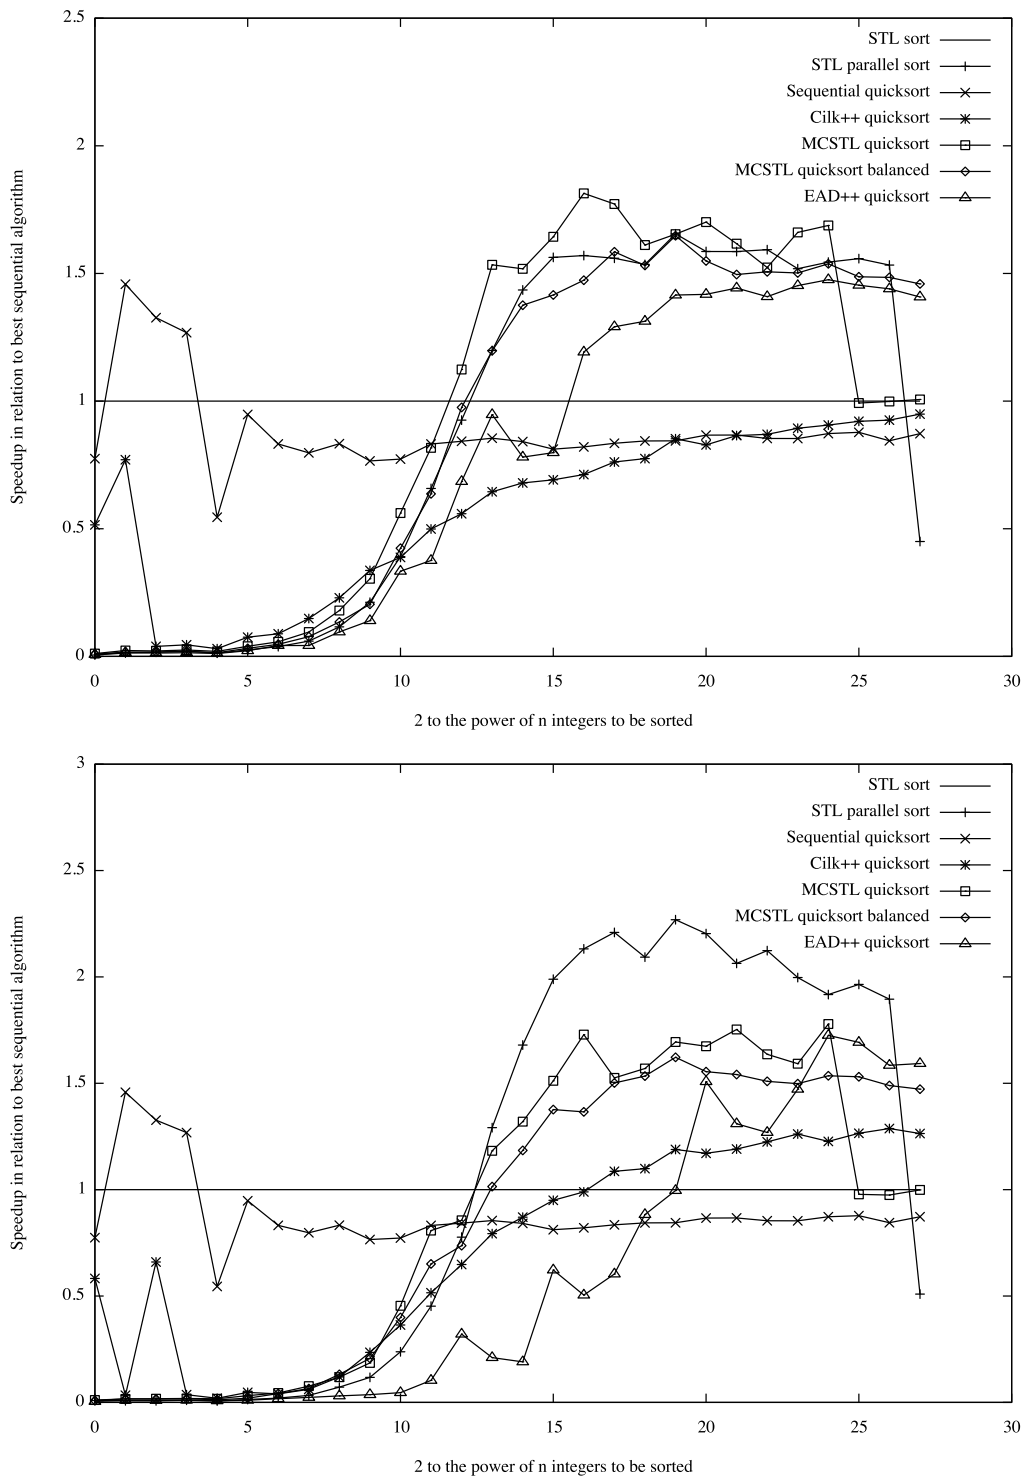 2.5
2
1.5
1
0.5
0
0 5 10 15 20 25 30
Speedup in relation to best sequential algorithm
2 to the power of n integers to be sorted
STL sort
STL parallel sort
Sequential quicksort
Cilk++ quicksort
MCSTL quicksort
MCSTL quicksort balanced
EAD++ quicksort
3
2.5
2
1.5
1
0.5
0
0 5 10 15 20 25 30
Speedup in relation to best sequential algorithm
2 to the power of n integers to be sorted
STL sort
STL parallel sort
Sequential quicksort
Cilk++ quicksort
MCSTL quicksort
MCSTL quicksort balanced
EAD++ quicksort